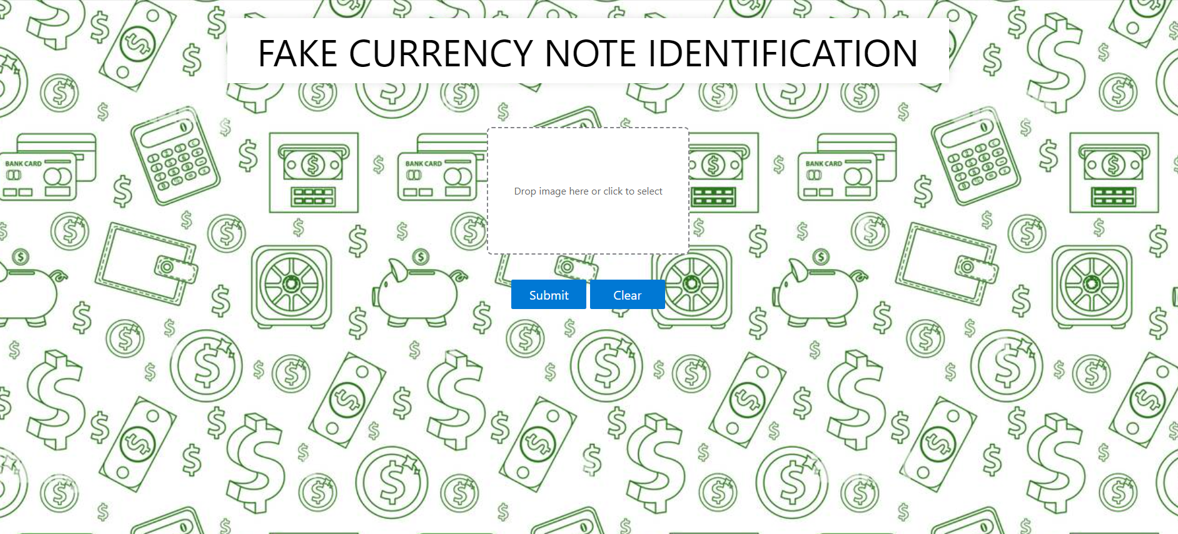 FAKE CURRENCY NOTE IDENTIFICATION
BANK CARD
BANK CARD
BANK CARD
Drop image here or click to select
Submit
Clear